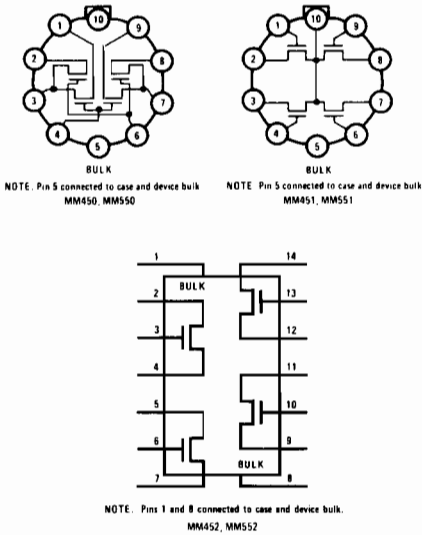 10
1 9
2 8
3 7
4 6
5
BULK
NOTE. Pin 5 connected to case and device bulk
MM450, MM550
10
1 9
2 8
3 7
4 6
5
BULK
NOTE Pin 5 connected to case and device bulk
MM451, MM551
1 14
BULK
2 13
3 12
4 11
5 10
6 9
BULK
7 8
NOTE. Pins 1 and 8 connected to case and device bulk.
MM452, MM552